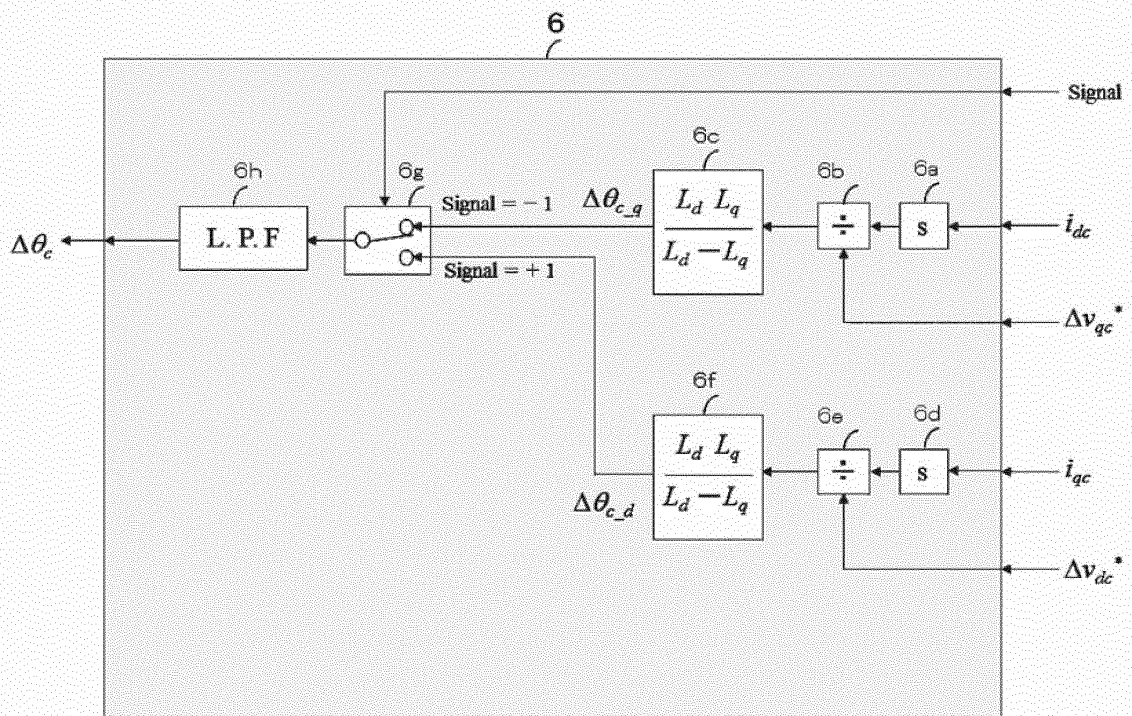 6
Signal
6c
6h
6g
6b
6a
Δθc_q
Signal = − 1
Ld Lq
Ld − Lq
÷
s
idc
Δθc
L. P. F
Signal = + 1
Δvqc*
6f
6e
6d
Ld Lq
Ld − Lq
÷
s
iqc
Δθc_d
Δvdc*